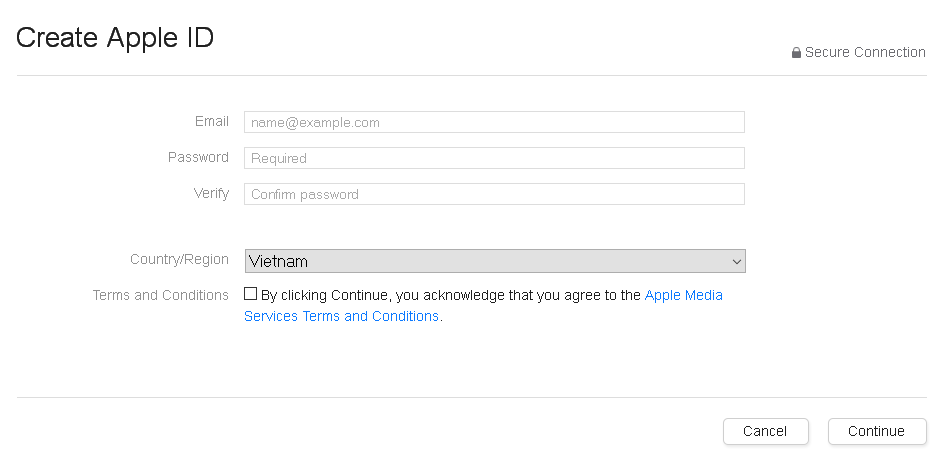 Create Apple ID
Secure Connection
Email name@example.com
Password Required
Verify Confirm password
Country/Region Vietnam
Terms and Conditions By clicking Continue, you acknowledge that you agree to the Apple Media
Services Terms and Conditions.
Cancel Continue